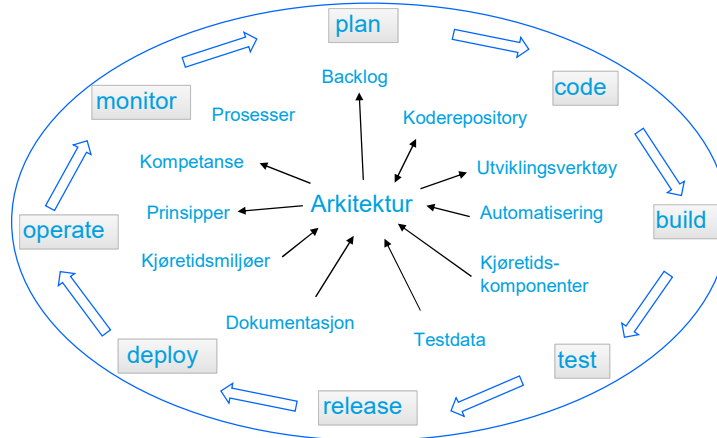 plan
Backlog
monitor
code
Prosesser
Koderepository
Kompetanse
Utviklingsverktøy
Arkitektur
Prinsipper
Automatisering
operate
build
Kjøretidsmiljøer
Kjøretids-
komponenter
Dokumentasjon
Testdata
deploy
test
release